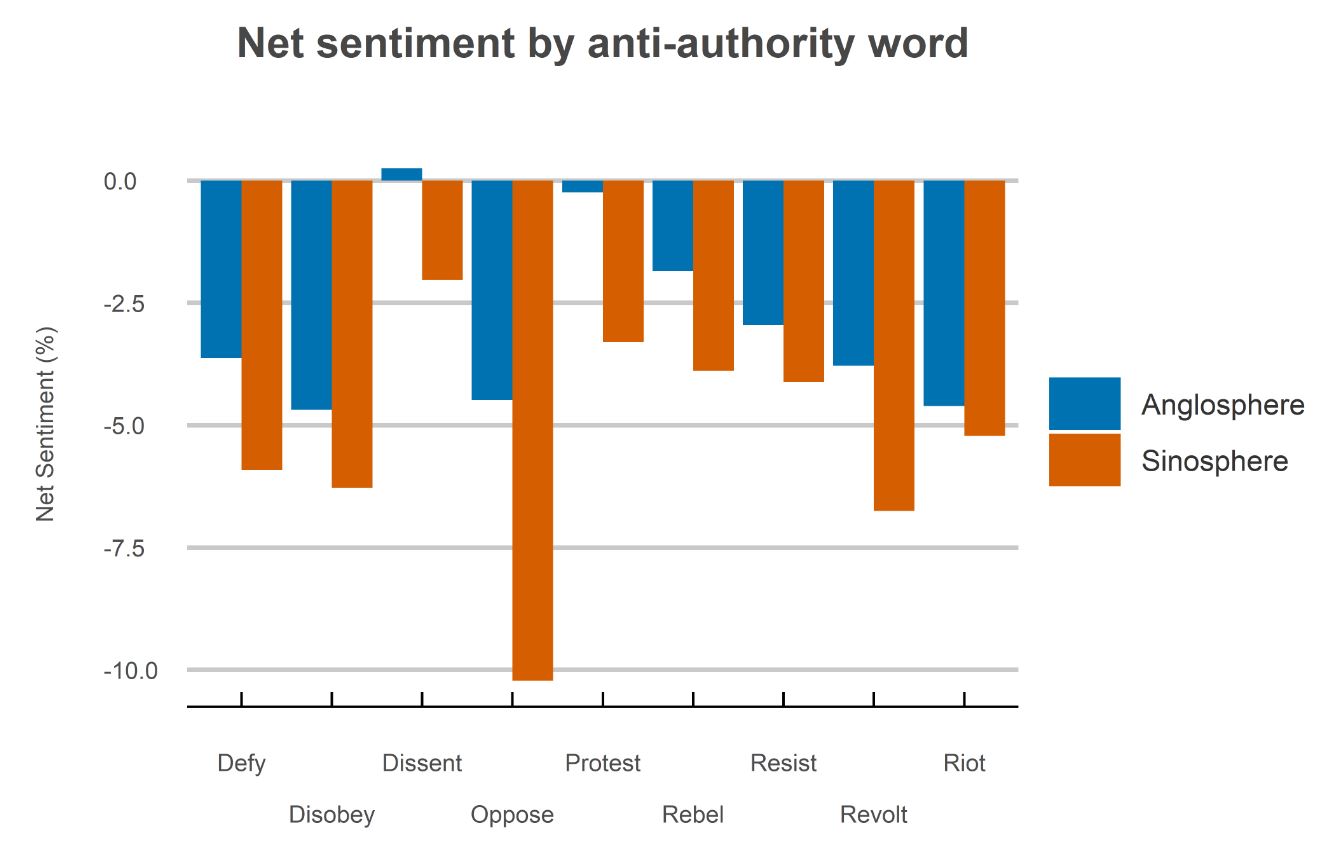 Net sentiment by anti-authority word
0.0
-2.5
-5.0
-7.5
-10.0
Net Sentiment (%)
Anglosphere
Sinosphere
Defy
Dissent
Protest
Resist
Riot
Disobey
Oppose
Rebel
Revolt